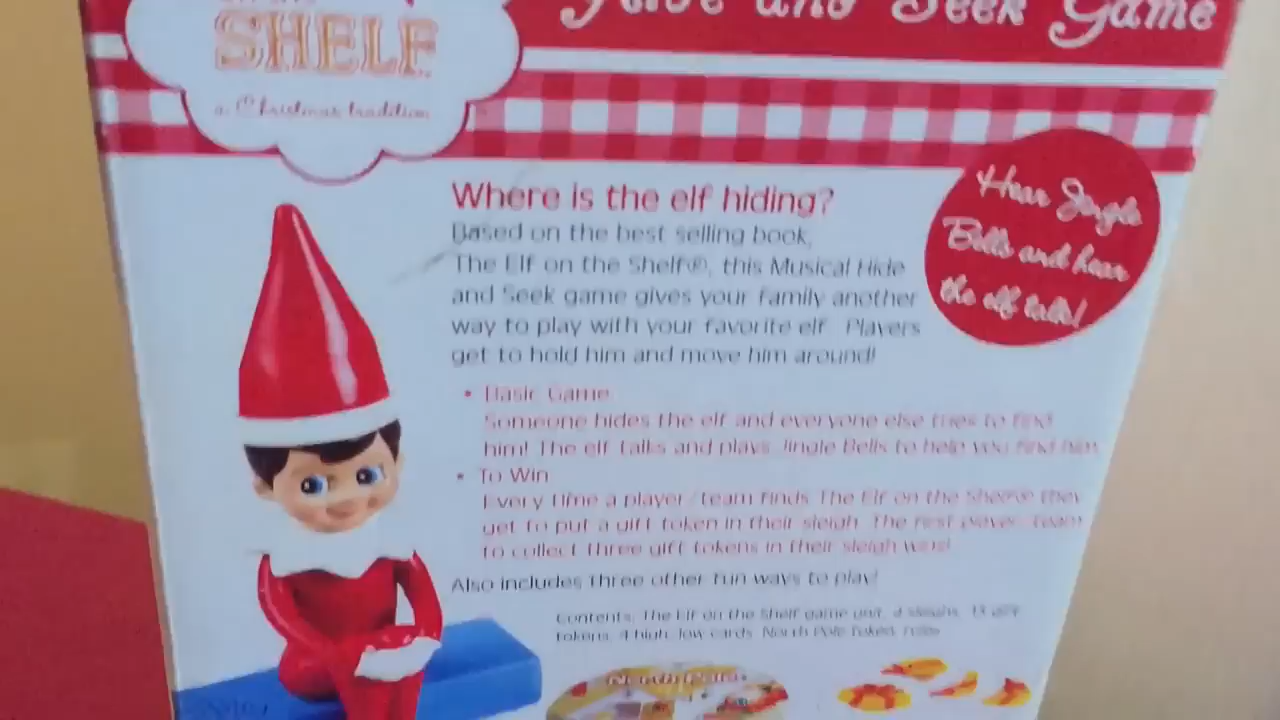 Hide and Seek Game
SHELF
a Christmas tradition
Hear Jingle
Bells and hear
the elf talk!
Where is the elf hiding?
Based on the best selling book,
The Elf on the Shelf®, this Musical Hide
and Seek game gives your family another
way to play with your favorite elf. Players
get to hold him and move him around!
• Basic Game
Someone hides the elf and everyone else tries to find
him! The elf talks and plays Jingle Bells to help you find him.
• To Win
Every time a player/team finds The Elf on the Shelf® they
get to put a gift token in their sleigh. The first player/team
to collect three gift tokens in their sleigh wins!
Also includes three other fun ways to play!
Contents: The Elf on the Shelf game unit, 4 sleighs, gift
tokens, 4 high/low cards, North Pole token, rules
North Pole